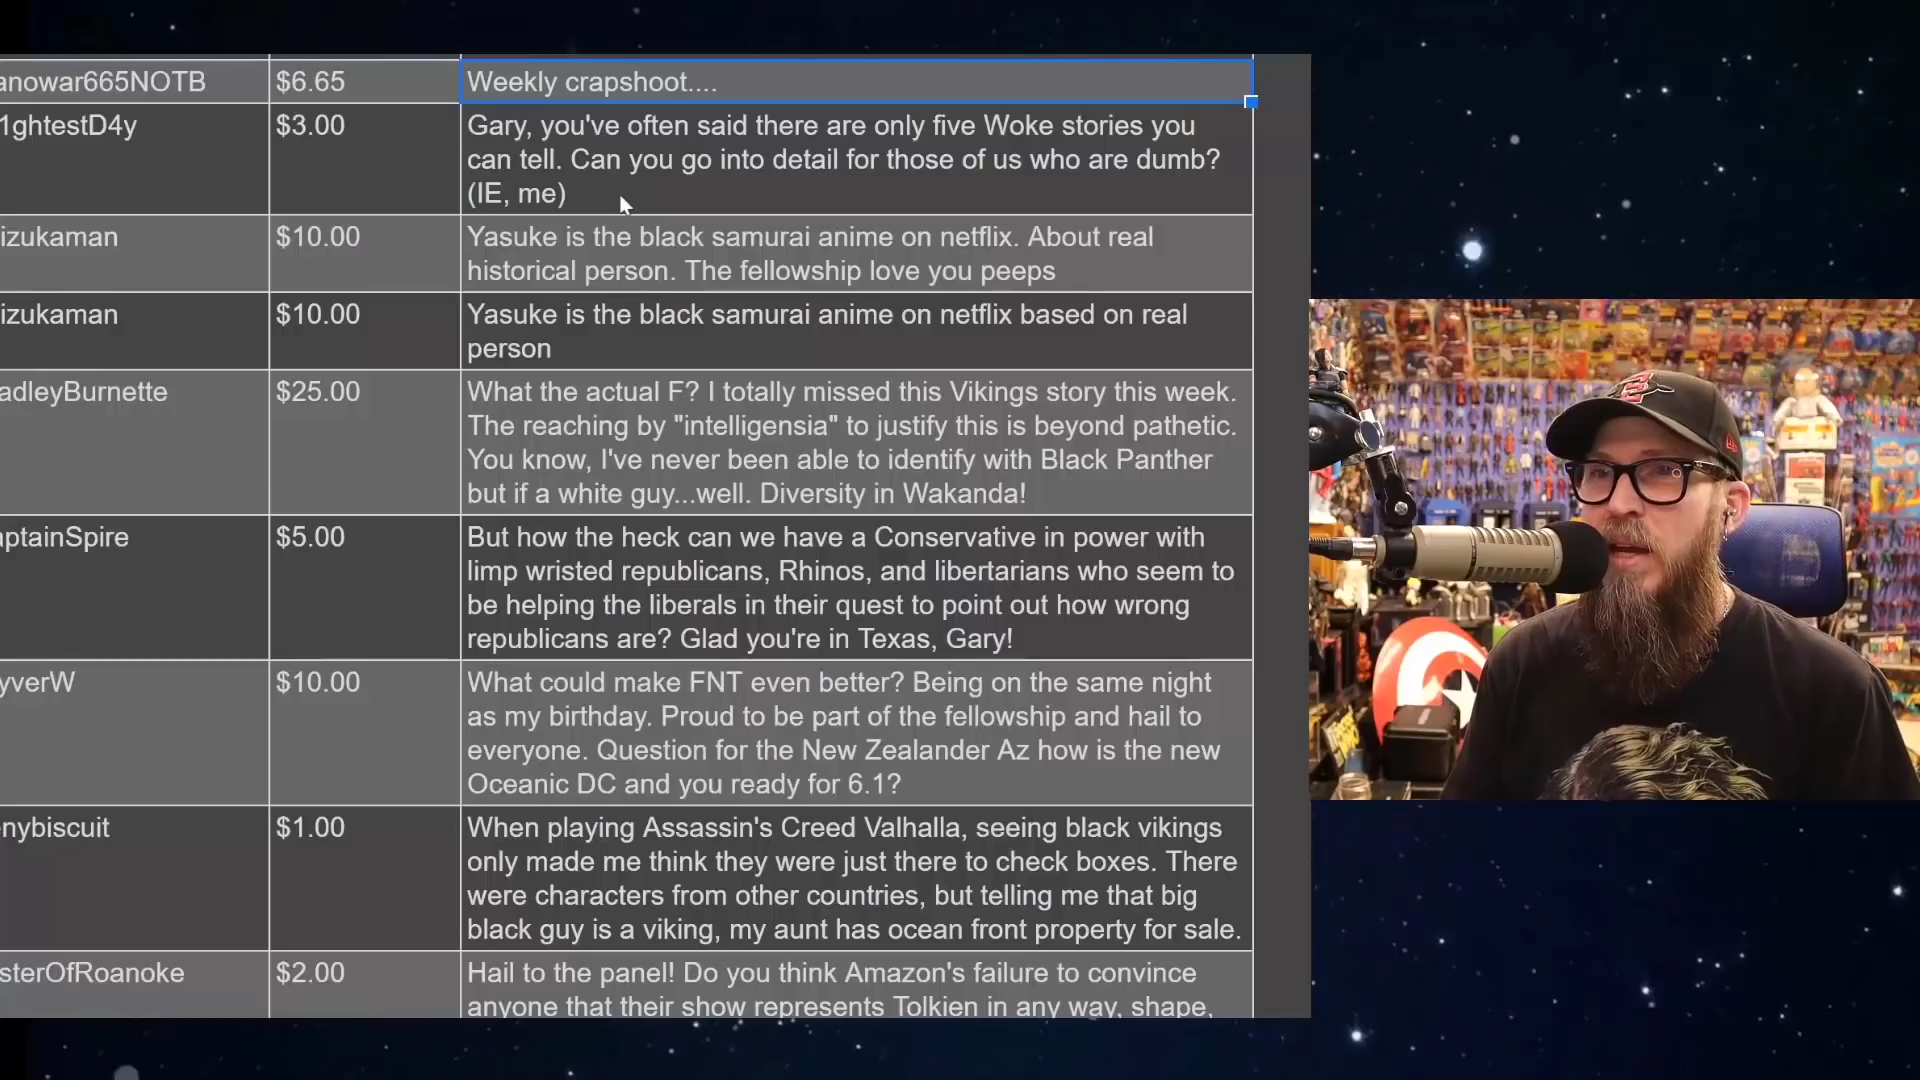 anowar665NOTB $6.65 Weekly crapshoot....
1ghtestD4y $3.00 Gary, you've often said there are only five Woke stories you
can tell. Can you go into detail for those of us who are dumb?
(IE, me)
izukaman $10.00 Yasuke is the black samurai anime on netflix. About real
historical person. The fellowship love you peeps
izukaman $10.00 Yasuke is the black samurai anime on netflix based on real
person
adleyBurnette $25.00 What the actual F? I totally missed this Vikings story this week.
The reaching by "intelligensia" to justify this is beyond pathetic.
You know, I've never been able to identify with Black Panther
but if a white guy...well. Diversity in Wakanda!
aptainSpire $5.00 But how the heck can we have a Conservative in power with
limp wristed republicans, Rhinos, and libertarians who seem to
be helping the liberals in their quest to point out how wrong
republicans are? Glad you're in Texas, Gary!
yverW $10.00 What could make FNT even better? Being on the same night
as my birthday. Proud to be part of the fellowship and hail to
everyone. Question for the New Zealander Az how is the new
Oceanic DC and you ready for 6.1?
nybiscuit $1.00 When playing Assassin's Creed Valhalla, seeing black vikings
only made me think they were just there to check boxes. There
were characters from other countries, but telling me that big
black guy is a viking, my aunt has ocean front property for sale.
sterOfRoanoke $2.00 Hail to the panel! Do you think Amazon's failure to convince
anyone that their show represents Tolkien in any way, shape,